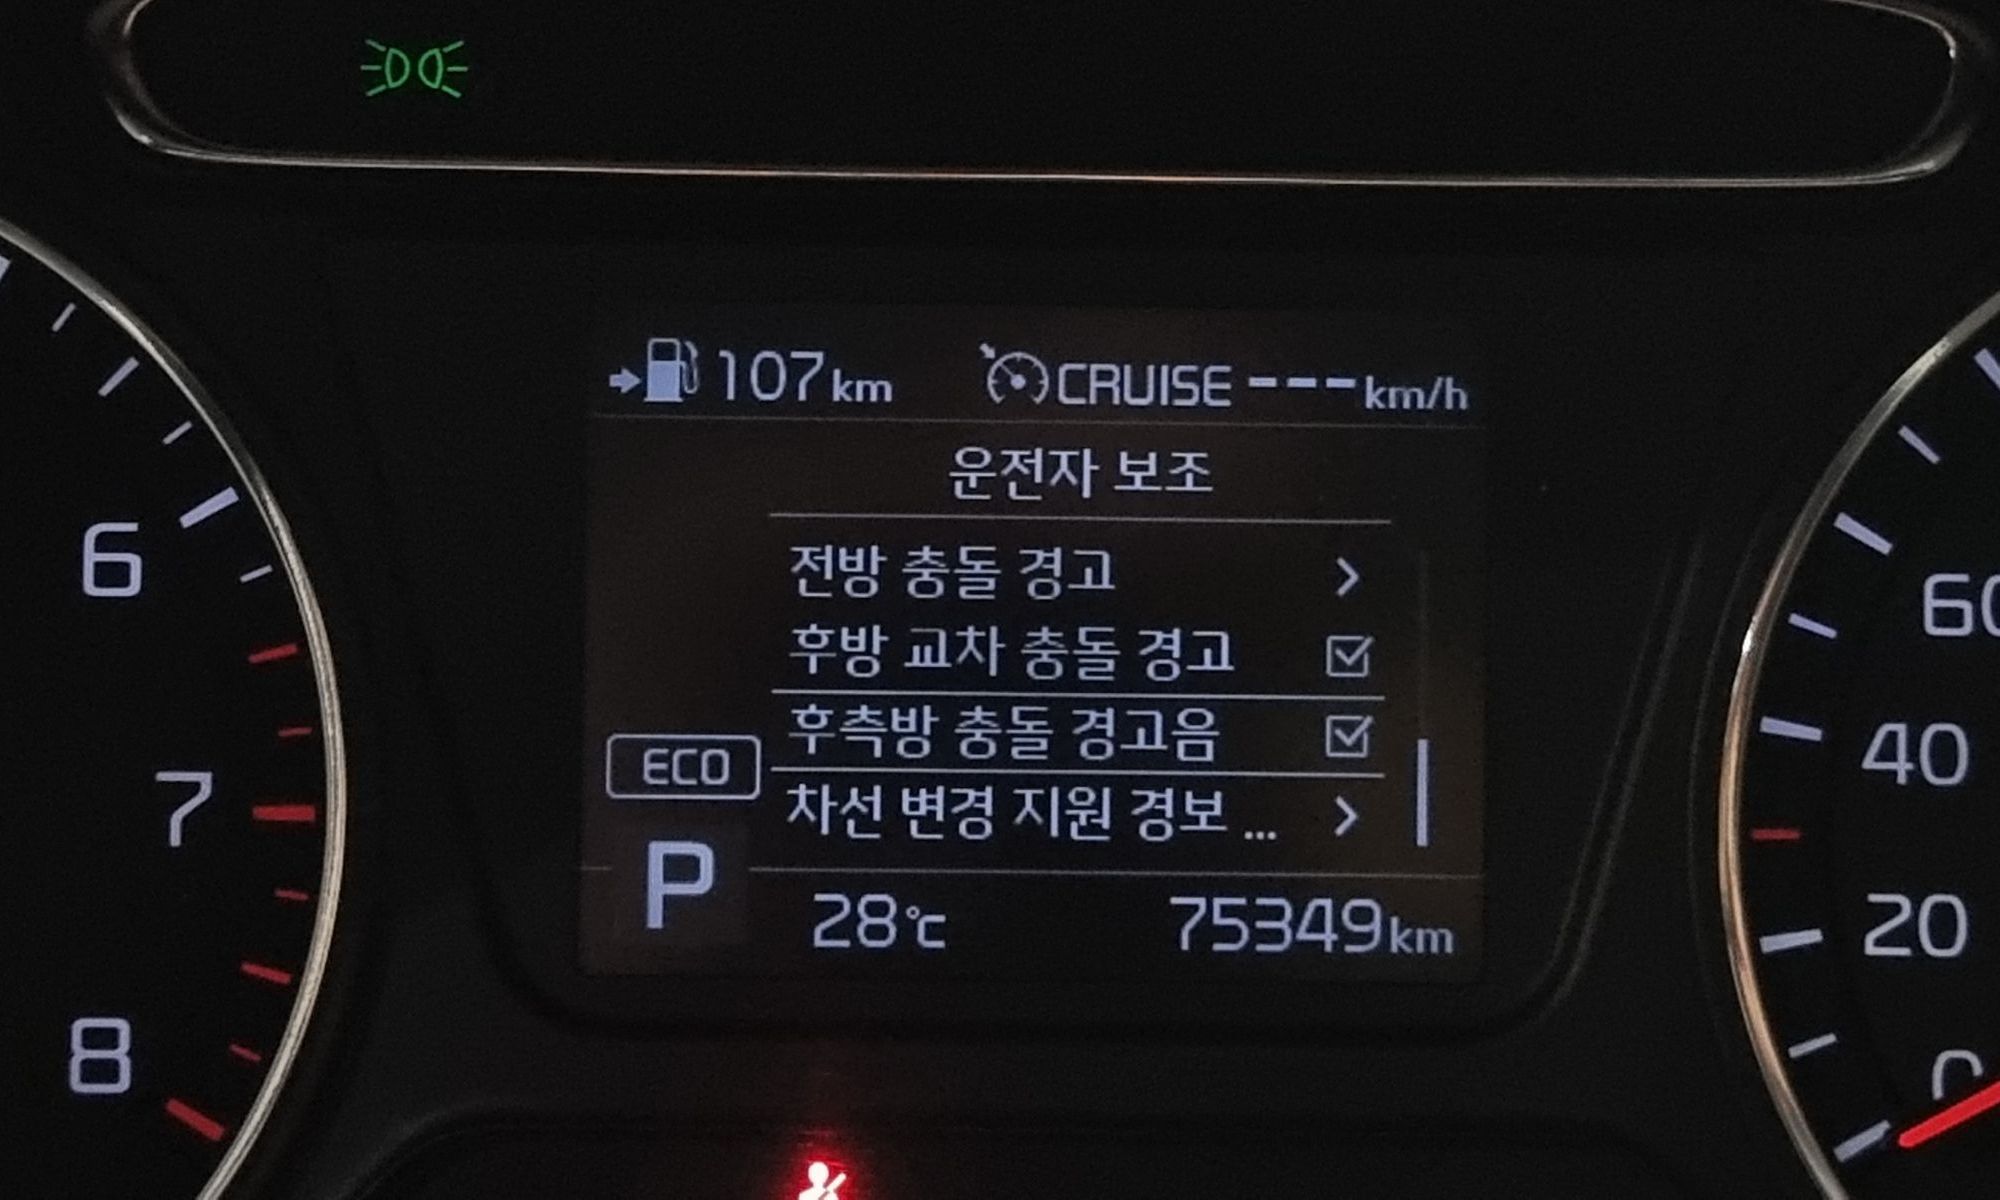 107km CRUISE ---km/h
운전자 보조
전방 충돌 경고
후방 교차 충돌 경고
후측방 충돌 경고음
차선 변경 지원 경보 ...
ECO
P
28℃ 75349km
6
7
8
60
40
20
0